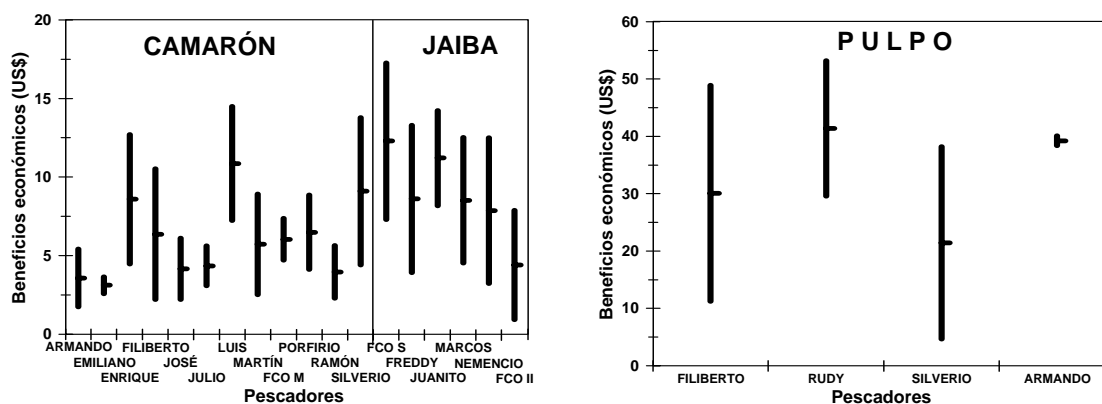 20
15
10
5
0
Beneficios económicos (US$)
CAMARÓN
JAIBA
ARMANDO FILIBERTO LUIS PORFIRIO FCO S MARCOS
EMILIANO JOSÉ MARTÍN RAMÓN FREDDY NEMENCIO
ENRIQUE JULIO FCO M SILVERIO JUANITO FCO II
Pescadores
60
50
40
30
20
10
0
Beneficios económicos (US$)
PULPO
FILIBERTO RUDY SILVERIO ARMANDO
Pescadores